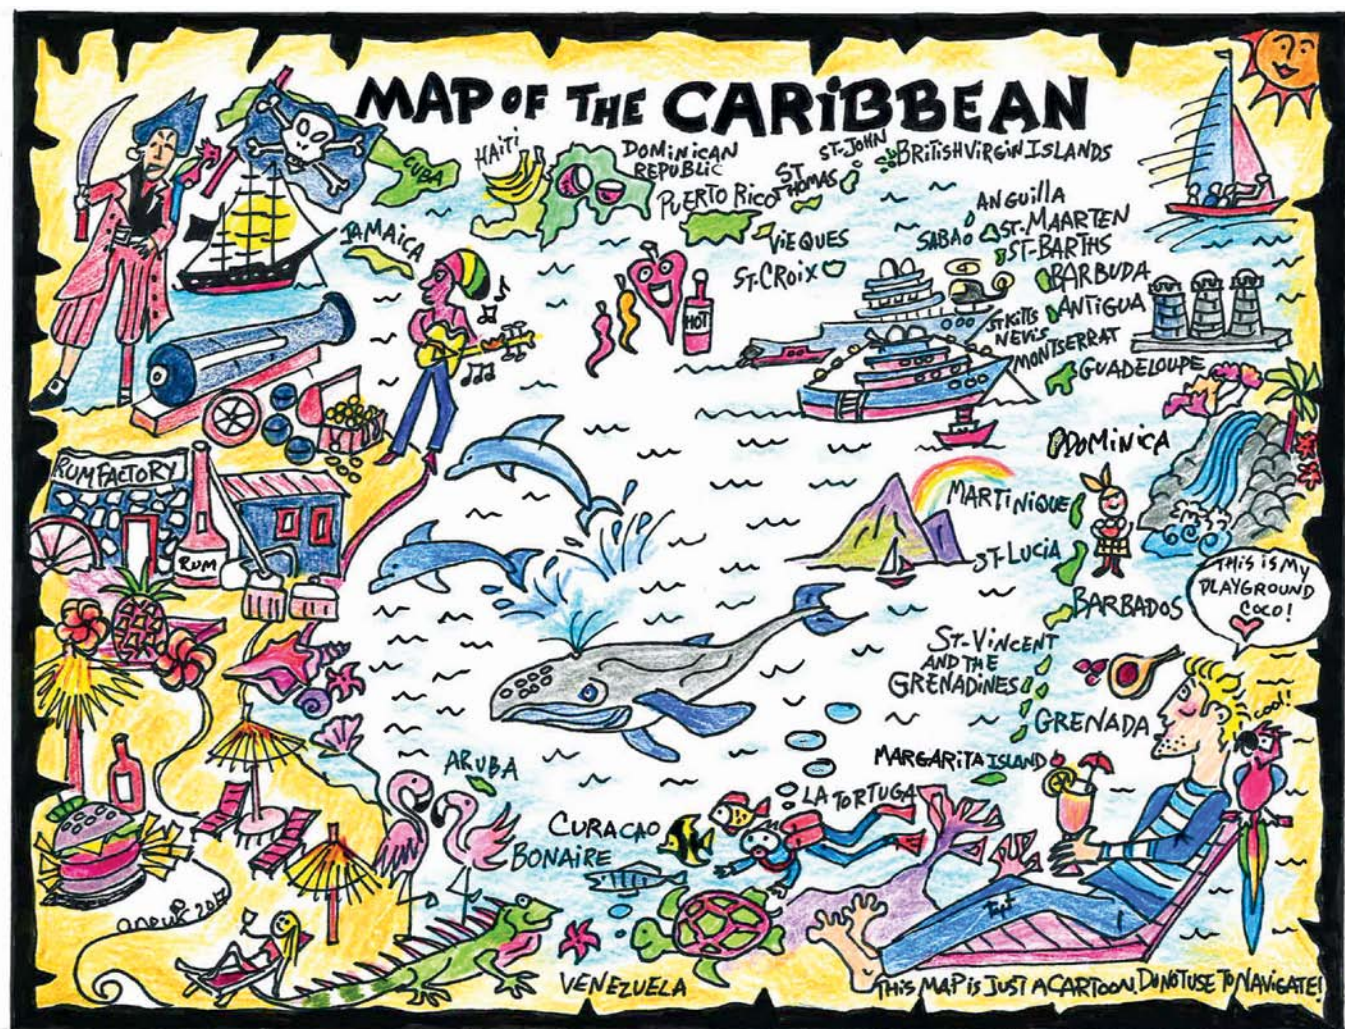 MAP OF THE CARIBBEAN
CUBA
HAITI
DOMINICAN
REPUBLIC
PUERTO RICO
ST
THOMAS
ST-JOHN
BRITISH VIRGIN ISLANDS
JAMAICA
VIEQUES
ST-CROIX
ANGUILLA
SABA
ST-MAARTEN
ST-BARTHS
BARBUDA
ANTIGUA
ST KITTS
NEVIS
MONTSERRAT
GUADELOUPE
HOT
DOMINICA
RUM FACTORY
RUM
MARTINIQUE
ST-LUCIA
BARBADOS
THIS IS MY
PLAYGROUND
COCO!
ST-VINCENT
AND THE
GRENADINES
GRENADA
COOL!
MARGARITA ISLAND
LA TORTUGA
ARUBA
CURACAO
BONAIRE
VENEZUELA
THIS MAP IS JUST A CARTOON. DO NOT USE TO NAVIGATE!